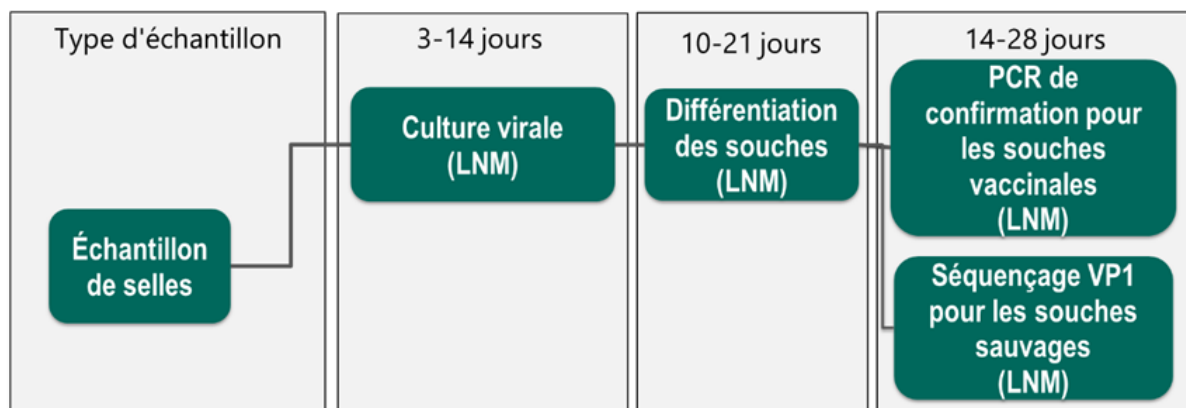 Type d'échantillon
3-14 jours
10-21 jours
14-28 jours
Échantillon
de selles
Culture virale
(LNM)
Différentiation
des souches
(LNM)
PCR de
confirmation pour
les souches
vaccinales
(LNM)
Séquençage VP1
pour les souches
sauvages
(LNM)